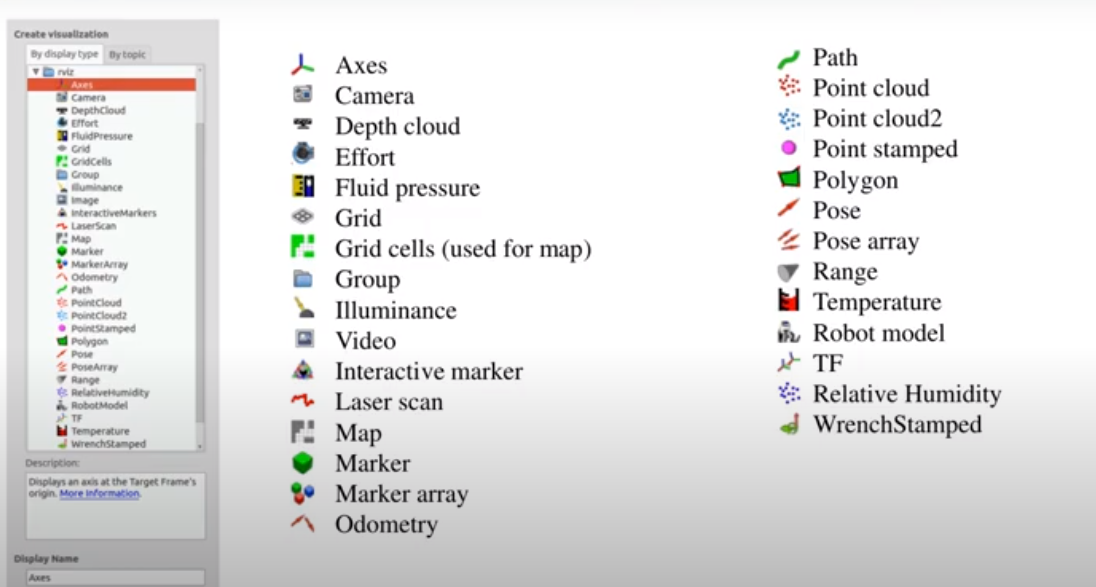 Create visualization
By display type By topic
rviz
Axes
Camera
DepthCloud
Effort
FluidPressure
Grid
GridCells
Group
Illuminance
Image
InteractiveMarkers
LaserScan
Map
Marker
MarkerArray
Odometry
Path
PointCloud
PointCloud2
PointStamped
Polygon
Pose
PoseArray
Range
RelativeHumidity
RobotModel
TF
Temperature
WrenchStamped
Description:
Displays an axis at the Target Frame's
origin. More Information.
Display Name
Axes
Axes
Camera
Depth cloud
Effort
Fluid pressure
Grid
Grid cells (used for map)
Group
Illuminance
Video
Interactive marker
Laser scan
Map
Marker
Marker array
Odometry
Path
Point cloud
Point cloud2
Point stamped
Polygon
Pose
Pose array
Range
Temperature
Robot model
TF
Relative Humidity
WrenchStamped